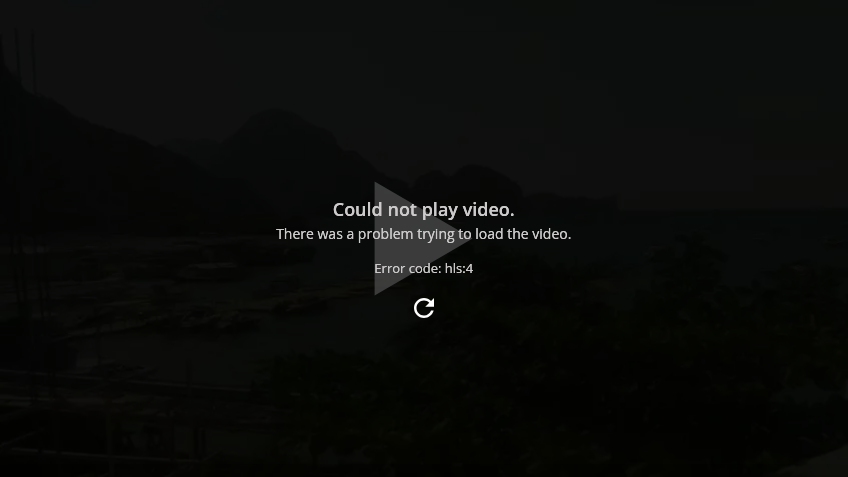 Could not play video.
There was a problem trying to load the video.
Error code: hls:4